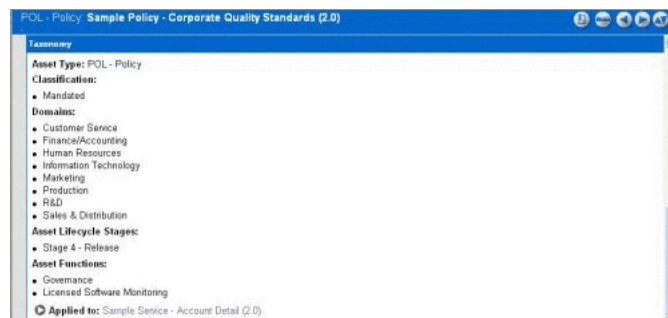 POL - Policy: Sample Policy - Corporate Quality Standards (2.0)
Taxonomy
Asset Type: POL - Policy
Classification:
• Mandated
Domains:
• Customer Service
• Finance/Accounting
• Human Resources
• Information Technology
• Marketing
• Production
• R&D
• Sales & Distribution
Asset Lifecycle Stages:
• Stage 4 - Release
Asset Functions:
• Governance
• Licensed Software Monitoring
Applied to: Sample Service - Account Detail (2.0)